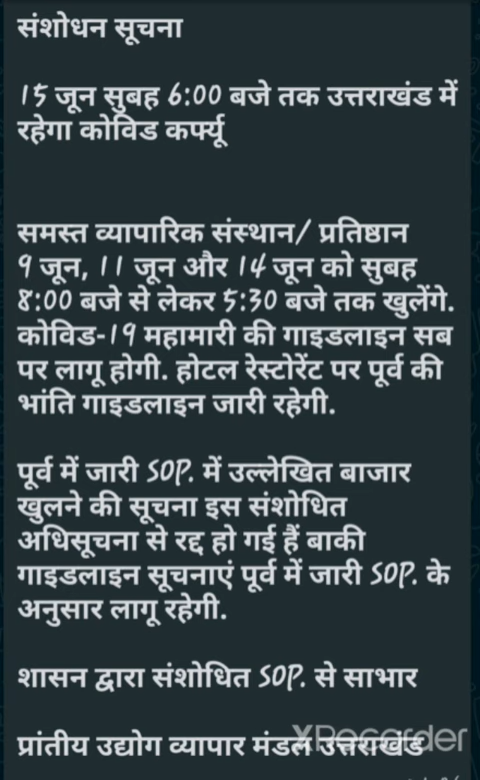 संशोधन सूचना
15 जून सुबह 6:00 बजे तक उत्तराखंड में
रहेगा कोविड कर्फ्यू
समस्त व्यापारिक संस्थान/ प्रतिष्ठान
9 जून, 11 जून और 14 जून को सुबह
8:00 बजे से लेकर 5:30 बजे तक खुलेंगे.
कोविड-19 महामारी की गाइडलाइन सब
पर लागू होगी. होटल रेस्टोरेंट पर पूर्व की
भांति गाइडलाइन जारी रहेगी.
पूर्व में जारी SOP. में उल्लेखित बाजार
खुलने की सूचना इस संशोधित
अधिसूचना से रद्द हो गई हैं बाकी
गाइडलाइन सूचनाएं पूर्व में जारी SOP. के
अनुसार लागू रहेगी.
शासन द्वारा संशोधित SOP. से साभार
प्रांतीय उद्योग व्यापार मंडल उत्तराखंड
XRecorder